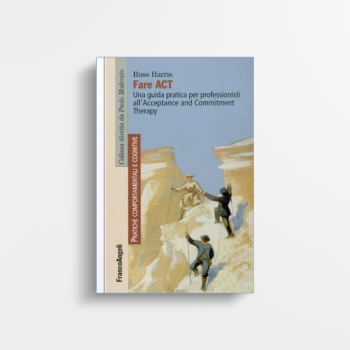 Russ Harris
Fare ACT
Una guida pratica per professionisti
all'Acceptance and Commitment
Therapy
Collana diretta da Paolo Moderato
PRATICHE COMPORTAMENTALI E COGNITIVE
FrancoAngeli